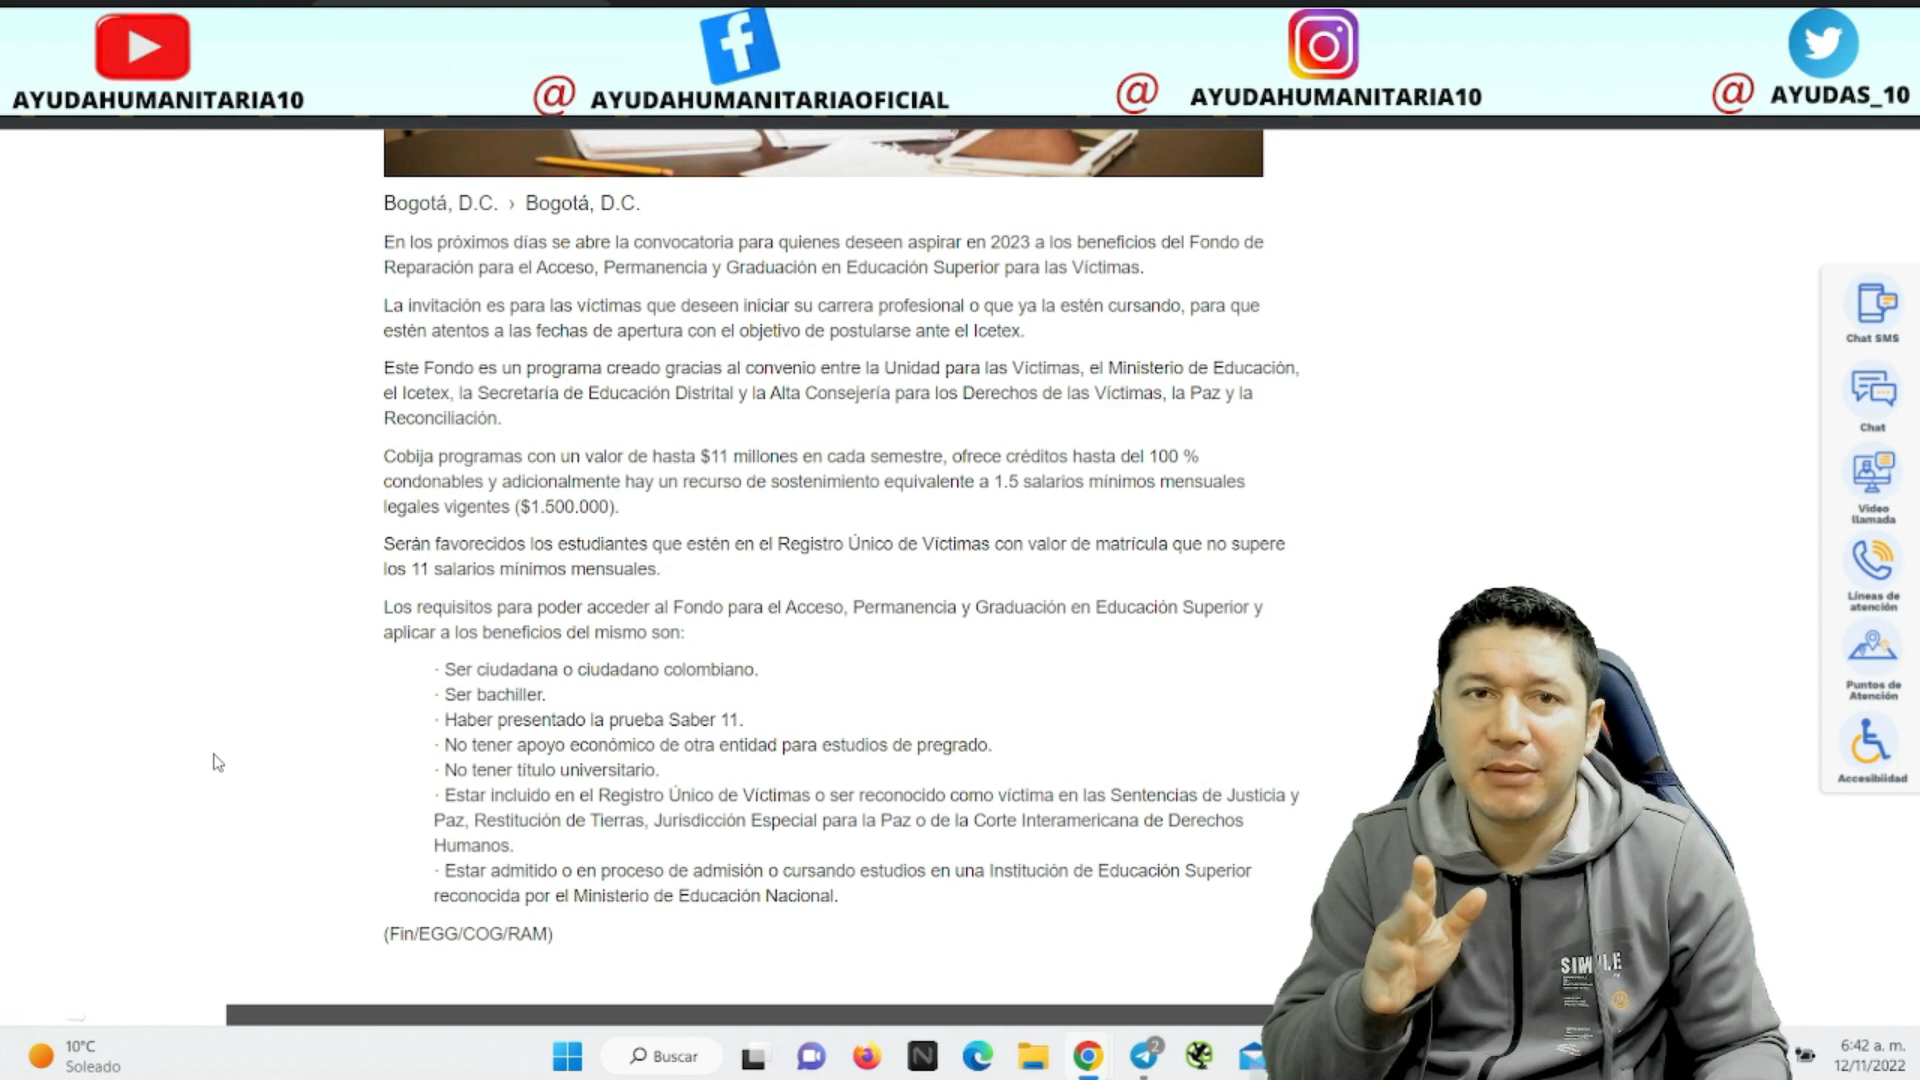 AYUDAHUMANITARIA10
@ AYUDAHUMANITARIAOFICIAL
@ AYUDAHUMANITARIA10
@ AYUDAS_10
Bogotá, D.C. › Bogotá, D.C.
En los próximos días se abre la convocatoria para quienes deseen aspirar en 2023 a los beneficios del Fondo de
Reparación para el Acceso, Permanencia y Graduación en Educación Superior para las Víctimas.
La invitación es para las víctimas que deseen iniciar su carrera profesional o que ya la estén cursando, para que
estén atentos a las fechas de apertura con el objetivo de postularse ante el Icetex.
Este Fondo es un programa creado gracias al convenio entre la Unidad para las Víctimas, el Ministerio de Educación,
el Icetex, la Secretaría de Educación Distrital y la Alta Consejería para los Derechos de las Víctimas, la Paz y la
Reconciliación.
Cobija programas con un valor de hasta $11 millones en cada semestre, ofrece créditos hasta del 100 %
condonables y adicionalmente hay un recurso de sostenimiento equivalente a 1.5 salarios mínimos mensuales
legales vigentes ($1.500.000).
Serán favorecidos los estudiantes que estén en el Registro Único de Víctimas con valor de matrícula que no supere
los 11 salarios mínimos mensuales.
Los requisitos para poder acceder al Fondo para el Acceso, Permanencia y Graduación en Educación Superior y
aplicar a los beneficios del mismo son:
· Ser ciudadana o ciudadano colombiano.
· Ser bachiller.
· Haber presentado la prueba Saber 11.
· No tener apoyo económico de otra entidad para estudios de pregrado.
· No tener título universitario.
· Estar incluido en el Registro Único de Víctimas o ser reconocido como víctima en las Sentencias de Justicia y
Paz, Restitución de Tierras, Jurisdicción Especial para la Paz o de la Corte Interamericana de Derechos
Humanos.
· Estar admitido o en proceso de admisión o cursando estudios en una Institución de Educación Superior
reconocida por el Ministerio de Educación Nacional.
(Fin/EGG/COG/RAM)
Chat SMS
Chat
Video
llamada
Líneas de
atención
Puntos de
Atención
Accesibilidad
10°C
Soleado
Buscar
2
6:42 a. m.
12/11/2022